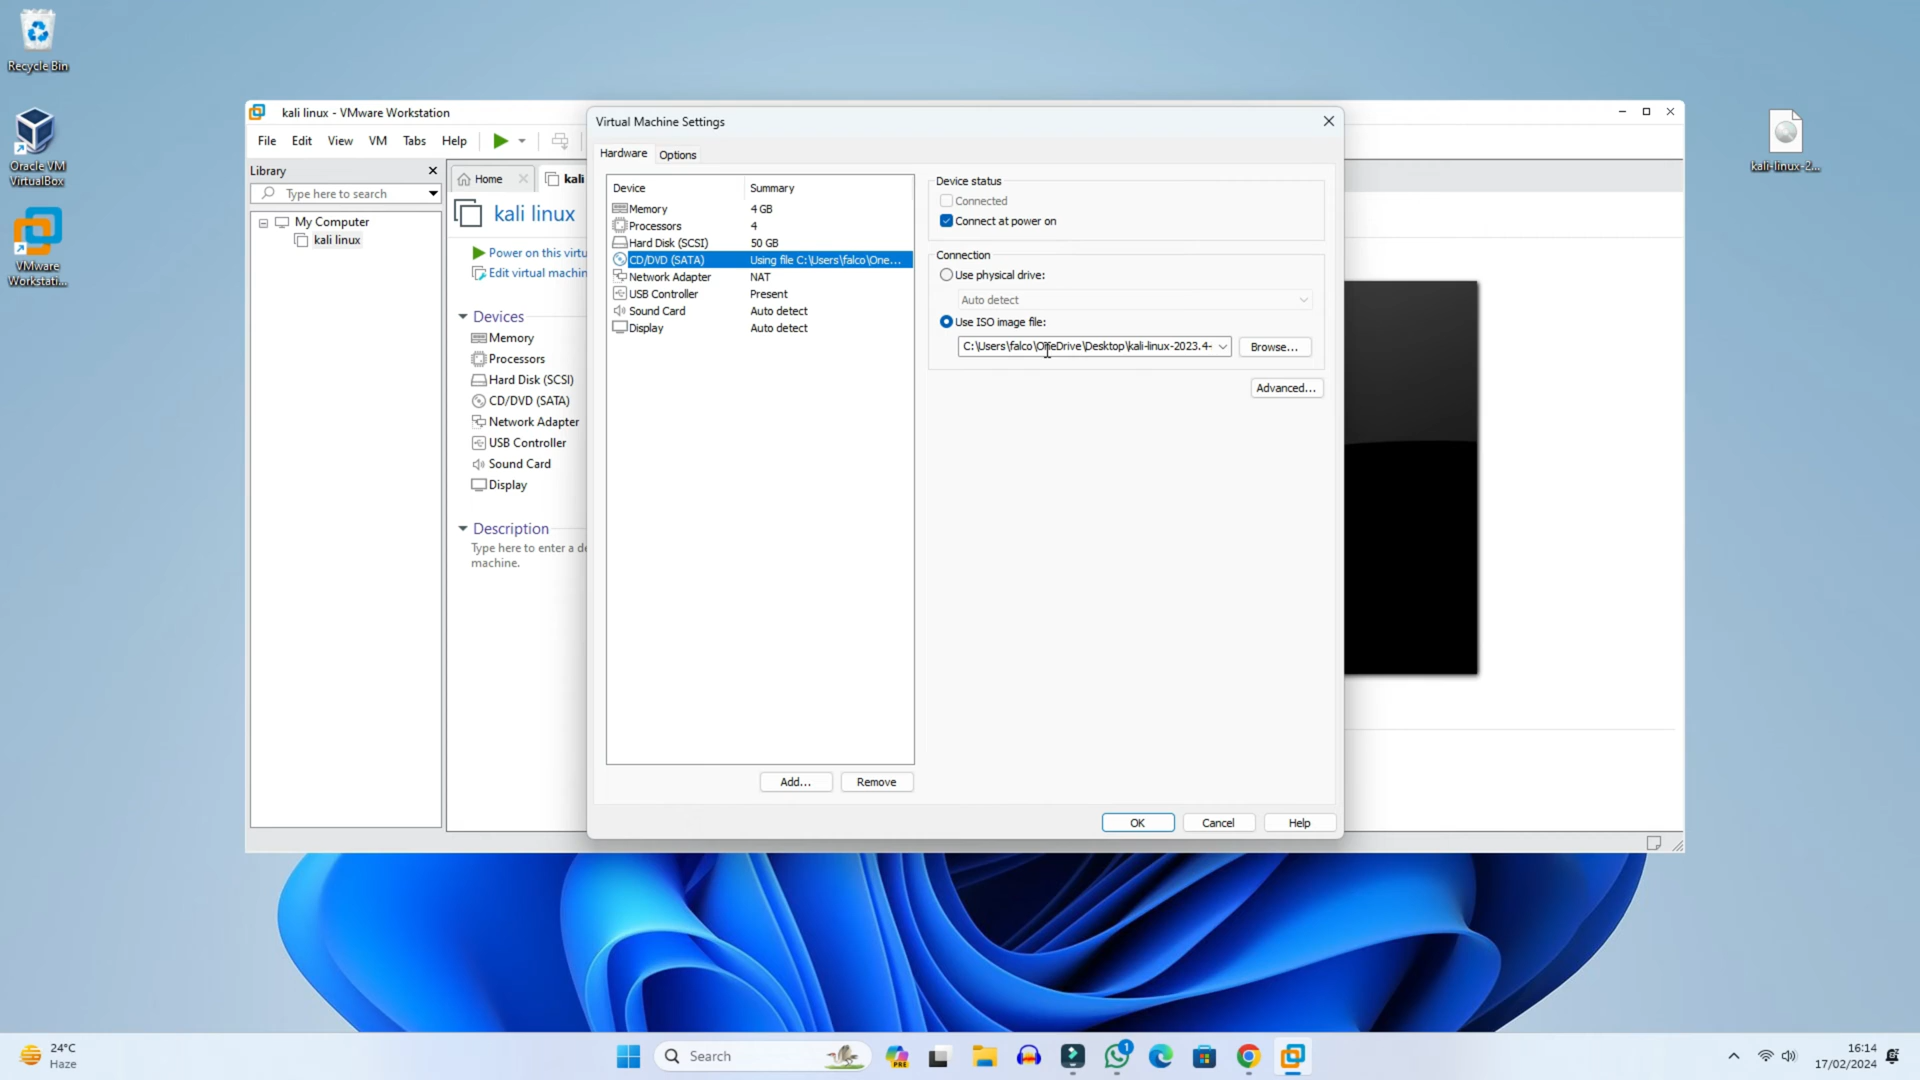 Recycle Bin
Oracle VM
VirtualBox
VMware
Workstati...
kali-linux-2...
kali linux - VMware Workstation
File Edit View VM Tabs Help
Library
Type here to search
My Computer
kali linux
Home
kali
kali linux
Power on this virtu
Edit virtual machin
Devices
Memory
Processors
Hard Disk (SCSI)
CD/DVD (SATA)
Network Adapter
USB Controller
Sound Card
Display
Description
Type here to enter a de
machine.
Virtual Machine Settings
Hardware Options
Device Summary
Memory 4 GB
Processors 4
Hard Disk (SCSI) 50 GB
CD/DVD (SATA) Using file C:\Users\falco\One...
Network Adapter NAT
USB Controller Present
Sound Card Auto detect
Display Auto detect
Add... Remove
Device status
Connected
Connect at power on
Connection
Use physical drive:
Auto detect
Use ISO image file:
C:\Users\falco\OneDrive\Desktop\kali-linux-2023.4- Browse...
Advanced...
OK Cancel Help
24°C
Haze
Search
PRE
1
16:14
17/02/2024